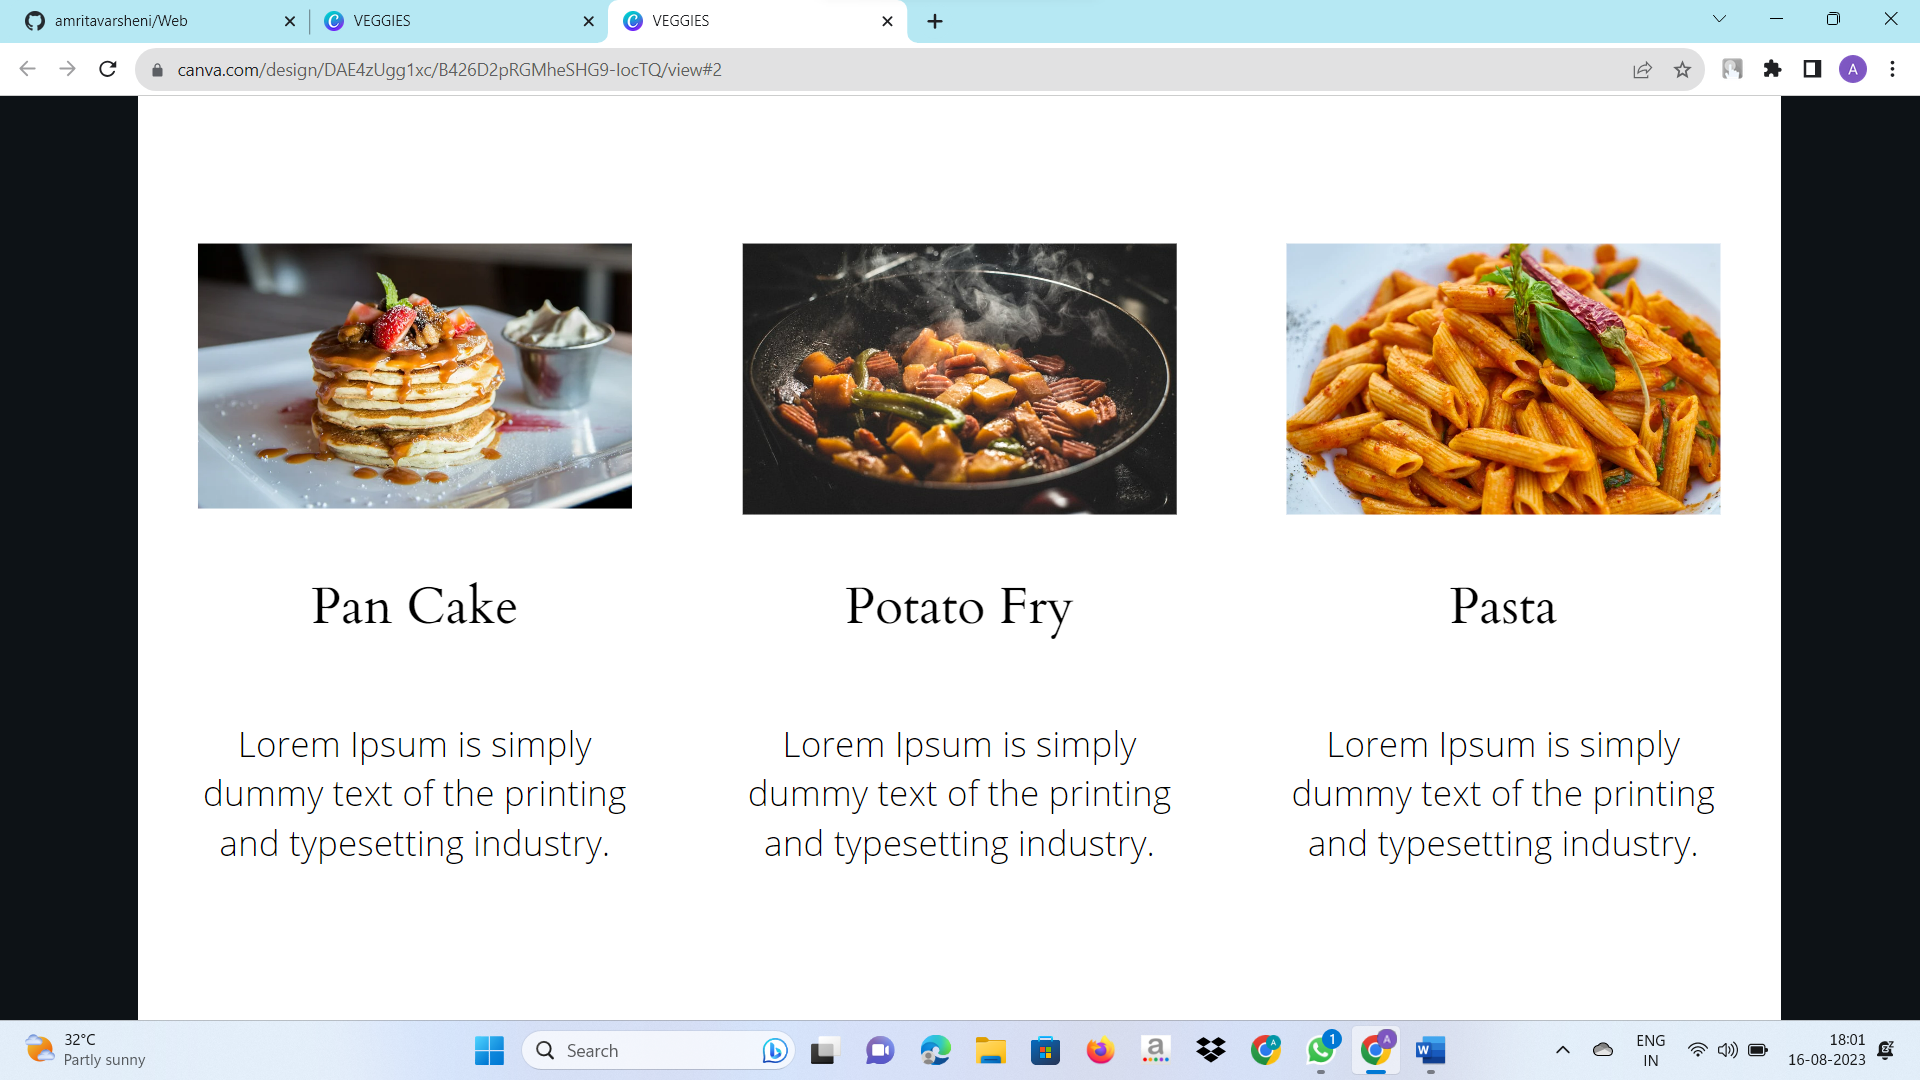 amritavarsheni/Web
VEGGIES
VEGGIES
canva.com/design/DAE4zUgg1xc/B426D2pRGMheSHG9-IocTQ/view#2
A
Pan Cake
Potato Fry
Pasta
Lorem Ipsum is simply
dummy text of the printing
and typesetting industry.
Lorem Ipsum is simply
dummy text of the printing
and typesetting industry.
Lorem Ipsum is simply
dummy text of the printing
and typesetting industry.
32°C
Partly sunny
Search
a
A
1
A
W
ENG
IN
18:01
16-08-2023